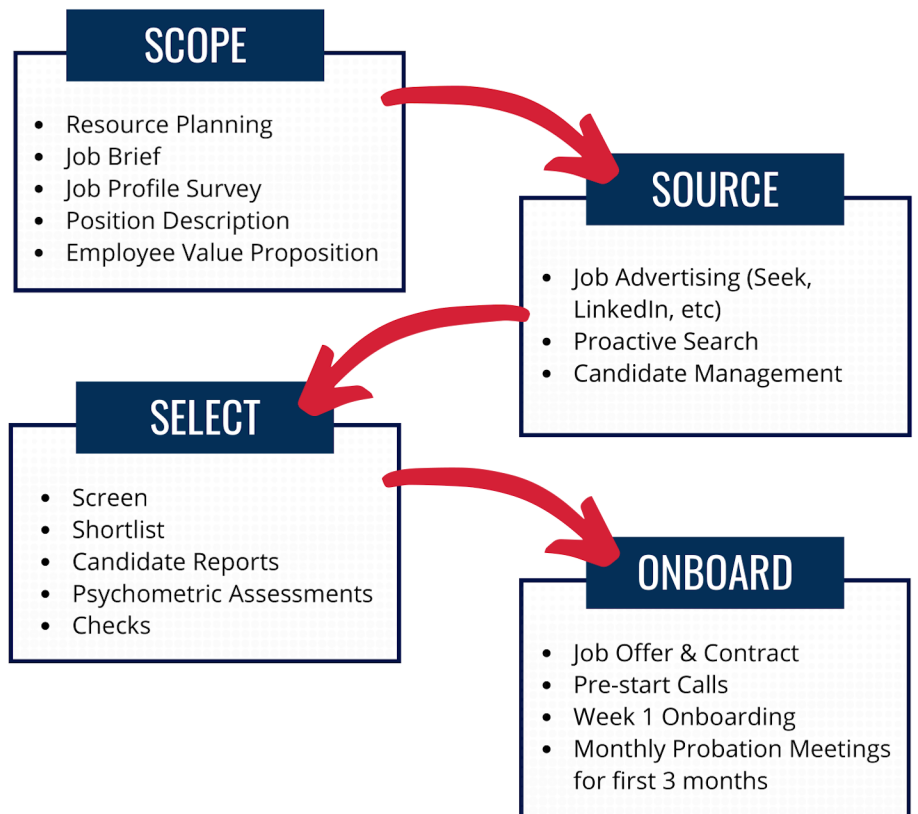 SCOPE
• Resource Planning
• Job Brief
• Job Profile Survey
• Position Description
• Employee Value Proposition
SOURCE
• Job Advertising (Seek,
LinkedIn, etc)
• Proactive Search
• Candidate Management
SELECT
• Screen
• Shortlist
• Candidate Reports
• Psychometric Assessments
• Checks
ONBOARD
• Job Offer & Contract
• Pre-start Calls
• Week 1 Onboarding
• Monthly Probation Meetings
for first 3 months